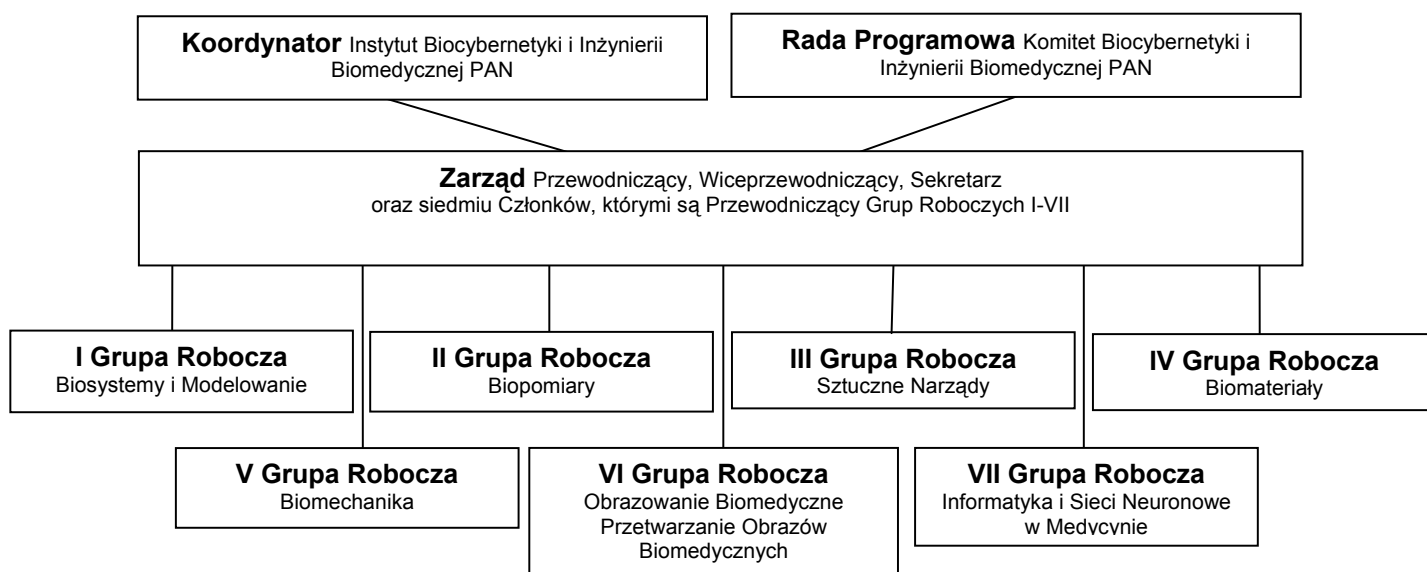 Koordynator Instytut Biocybernetyki i Inżynierii
Biomedycznej PAN
Rada Programowa Komitet Biocybernetyki i
Inżynierii Biomedycznej PAN
Zarząd Przewodniczący, Wiceprzewodniczący, Sekretarz
oraz siedmiu Członków, którymi są Przewodniczący Grup Roboczych I-VII
I Grupa Robocza
Biosystemy i Modelowanie
II Grupa Robocza
Biopomiary
III Grupa Robocza
Sztuczne Narządy
IV Grupa Robocza
Biomateriały
V Grupa Robocza
Biomechanika
VI Grupa Robocza
Obrazowanie Biomedyczne
Przetwarzanie Obrazów
Biomedycznych
VII Grupa Robocza
Informatyka i Sieci Neuronowe
w Medycynie